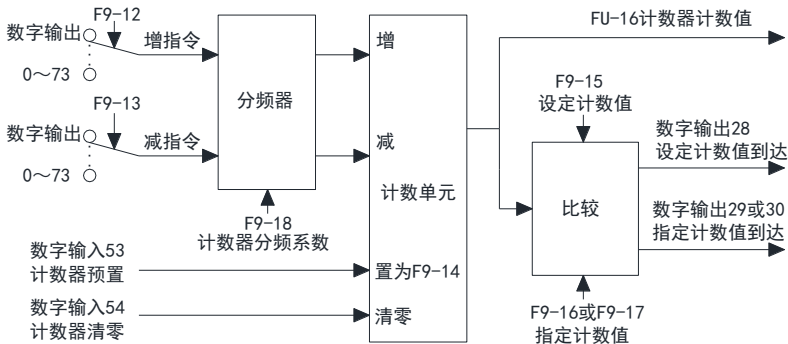 F9-12
数字输出
增指令
0～73
F9-13
数字输出
减指令
0～73
分频器
F9-18
计数器分频系数
数字输入53
计数器预置
数字输入54
计数器清零
增
减
计数单元
置为F9-14
清零
FU-16计数器计数值
F9-15
设定计数值
比较
数字输出28
设定计数值到达
数字输出29或30
指定计数值到达
F9-16或F9-17
指定计数值